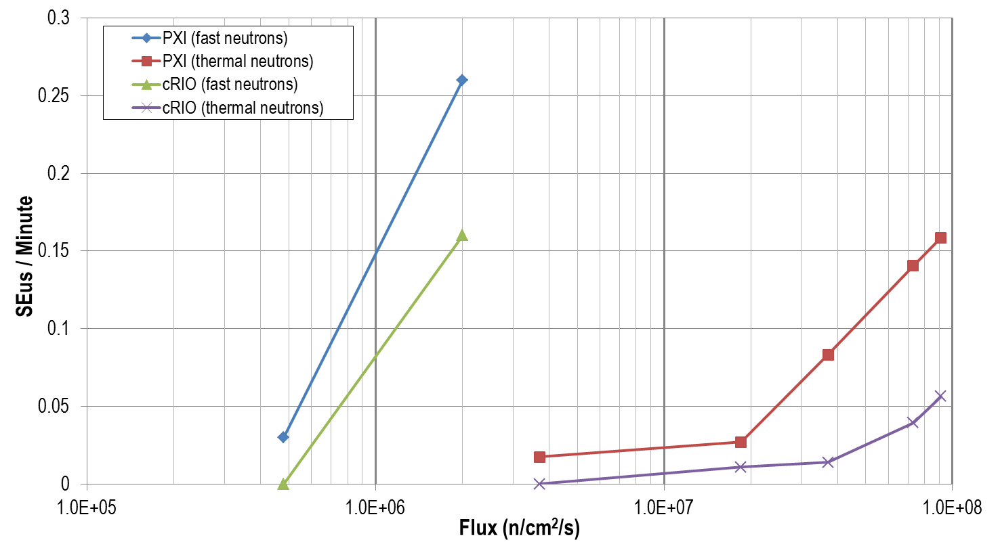 0.3
PXI (fast neutrons)
PXI (thermal neutrons)
cRIO (fast neutrons)
cRIO (thermal neutrons)
0.25
0.2
0.15
0.1
0.05
0
SEus / Minute
1.0E+05 1.0E+06 1.0E+07 1.0E+08
Flux (n/cm²/s)